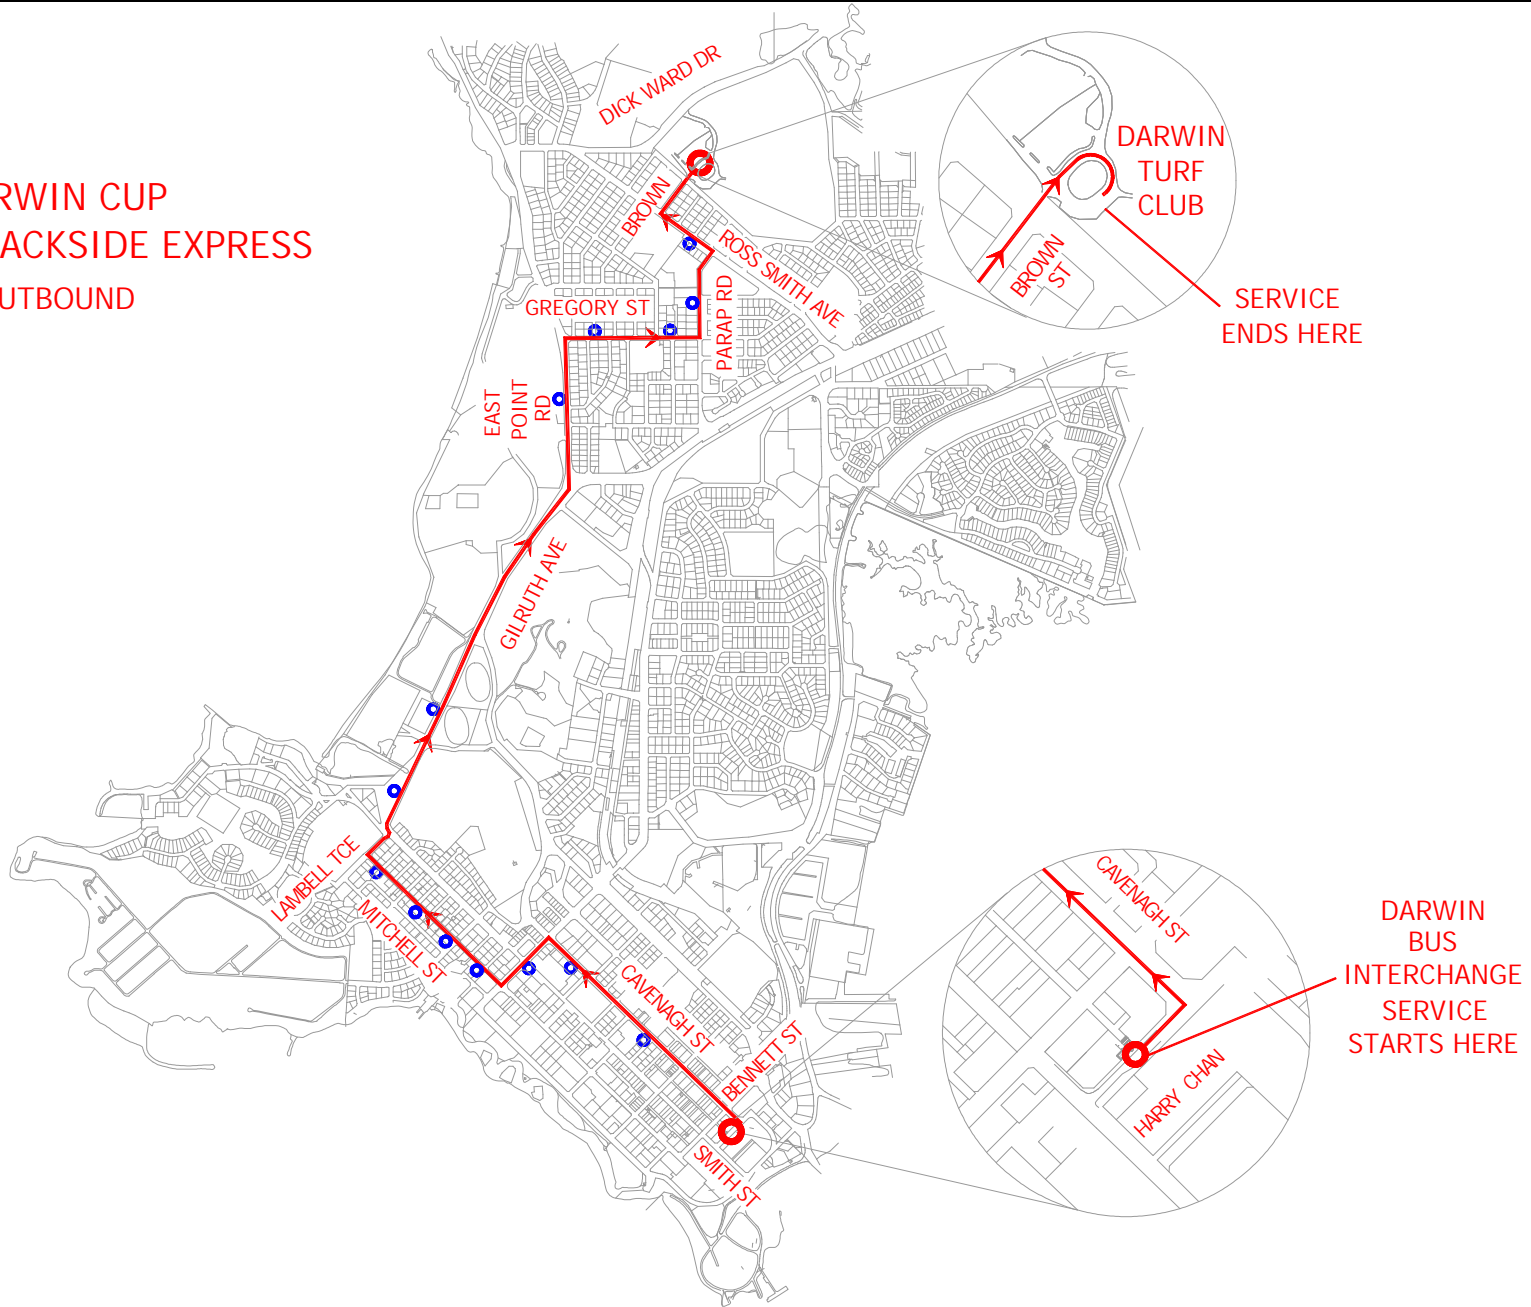 RWIN CUP
ACKSIDE EXPRESS
UTBOUND
DICK WARD DR
BROWN
ROSS SMITH AVE
GREGORY ST
PARAP RD
EAST
POINT
RD
GILRUTH AVE
LAMBELL TCE
MITCHELL ST
CAVENAGH ST
BENNETT ST
SMITH ST
DARWIN
TURF
CLUB
BROWN
ST
SERVICE
ENDS HERE
CAVENAGH ST
HARRY CHAN
DARWIN
BUS
INTERCHANGE
SERVICE
STARTS HERE